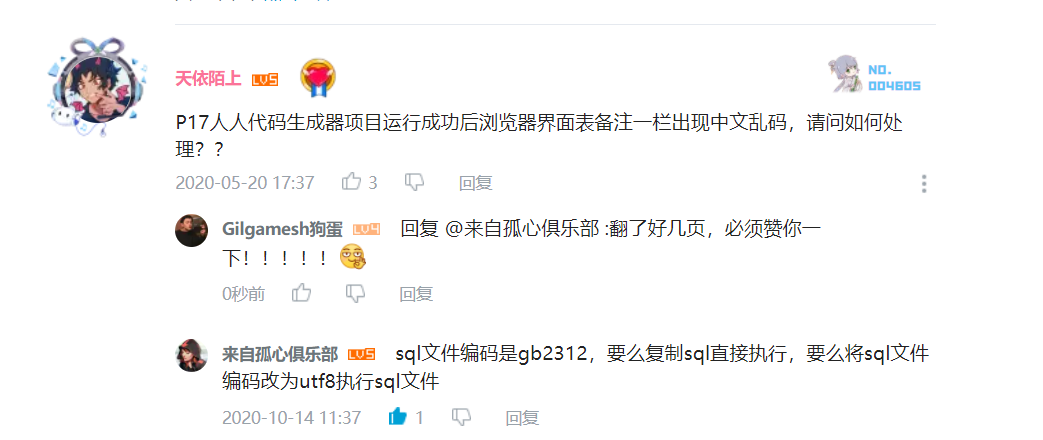 天依陌上 LV5
NO.
004605
P17人人代码生成器项目运行成功后浏览器界面表备注一栏出现中文乱码，请问如何处
理？？
2020-05-20 17:37 3 回复
Gilgamesh狗蛋 LV4 回复 @来自孤心俱乐部 :翻了好几页，必须赞你一
下！！！！！
0秒前 回复
来自孤心俱乐部 LV5 sql文件编码是gb2312，要么复制sql直接执行，要么将sql文件
编码改为utf8执行sql文件
2020-10-14 11:37 1 回复